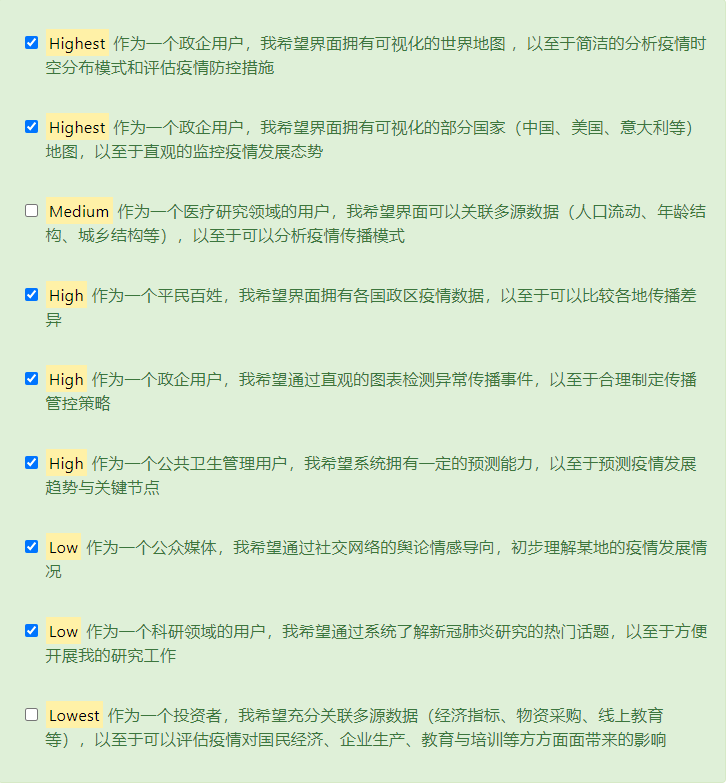 Highest 作为一个政企用户，我希望界面拥有可视化的世界地图 ，以至于简洁的分析疫情时
空分布模式和评估疫情防控措施
Highest 作为一个政企用户，我希望界面拥有可视化的部分国家（中国、美国、意大利等）
地图，以至于直观的监控疫情发展态势
Medium 作为一个医疗研究领域的用户，我希望界面可以关联多源数据（人口流动、年龄结
构、城乡结构等），以至于可以分析疫情传播模式
High 作为一个平民百姓，我希望界面拥有各国政区疫情数据，以至于可以比较各地传播差
异
High 作为一个政企用户，我希望通过直观的图表检测异常传播事件，以至于合理制定传播
管控策略
High 作为一个公共卫生管理用户，我希望系统拥有一定的预测能力，以至于预测疫情发展
趋势与关键节点
Low 作为一个公众媒体，我希望通过社交网络的舆论情感导向，初步理解某地的疫情发展情
况
Low 作为一个科研领域的用户，我希望通过系统了解新冠肺炎研究的热门话题，以至于方便
开展我的研究工作
Lowest 作为一个投资者，我希望充分关联多源数据（经济指标、物资采购、线上教育
等），以至于可以评估疫情对国民经济、企业生产、教育与培训等方方面面带来的影响